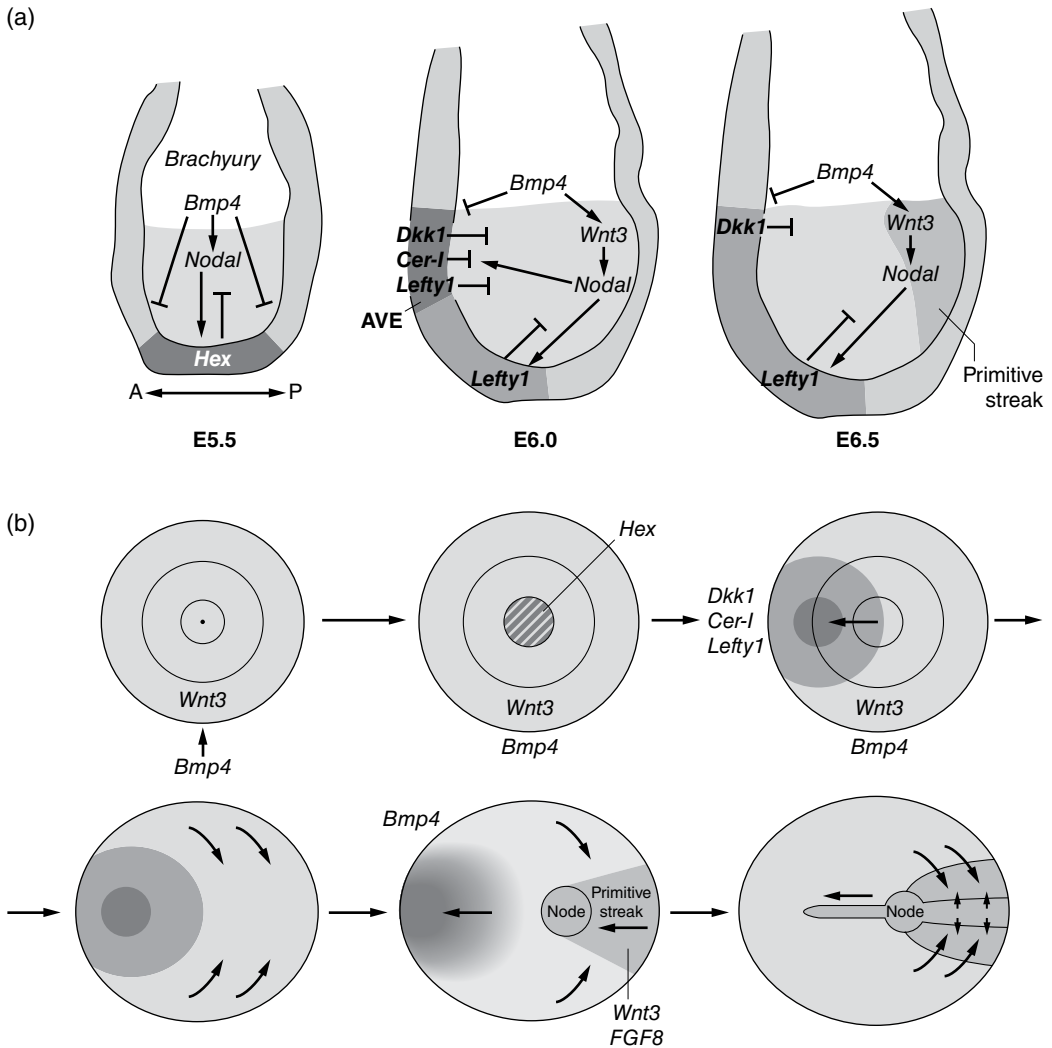 (a)
Brachyury
Bmp4
Nodal
Hex
A
P
E5.5
Bmp4
Dkk1
Cer-l
Lefty1
Wnt3
Nodal
AVE
Lefty1
E6.0
Bmp4
Dkk1
Wnt3
Nodal
Lefty1
Primitive
streak
E6.5
(b)
Wnt3
Bmp4
Hex
Wnt3
Bmp4
Dkk1
Cer-l
Lefty1
Wnt3
Bmp4
Bmp4
Node
Primitive
streak
Wnt3
FGF8
Node